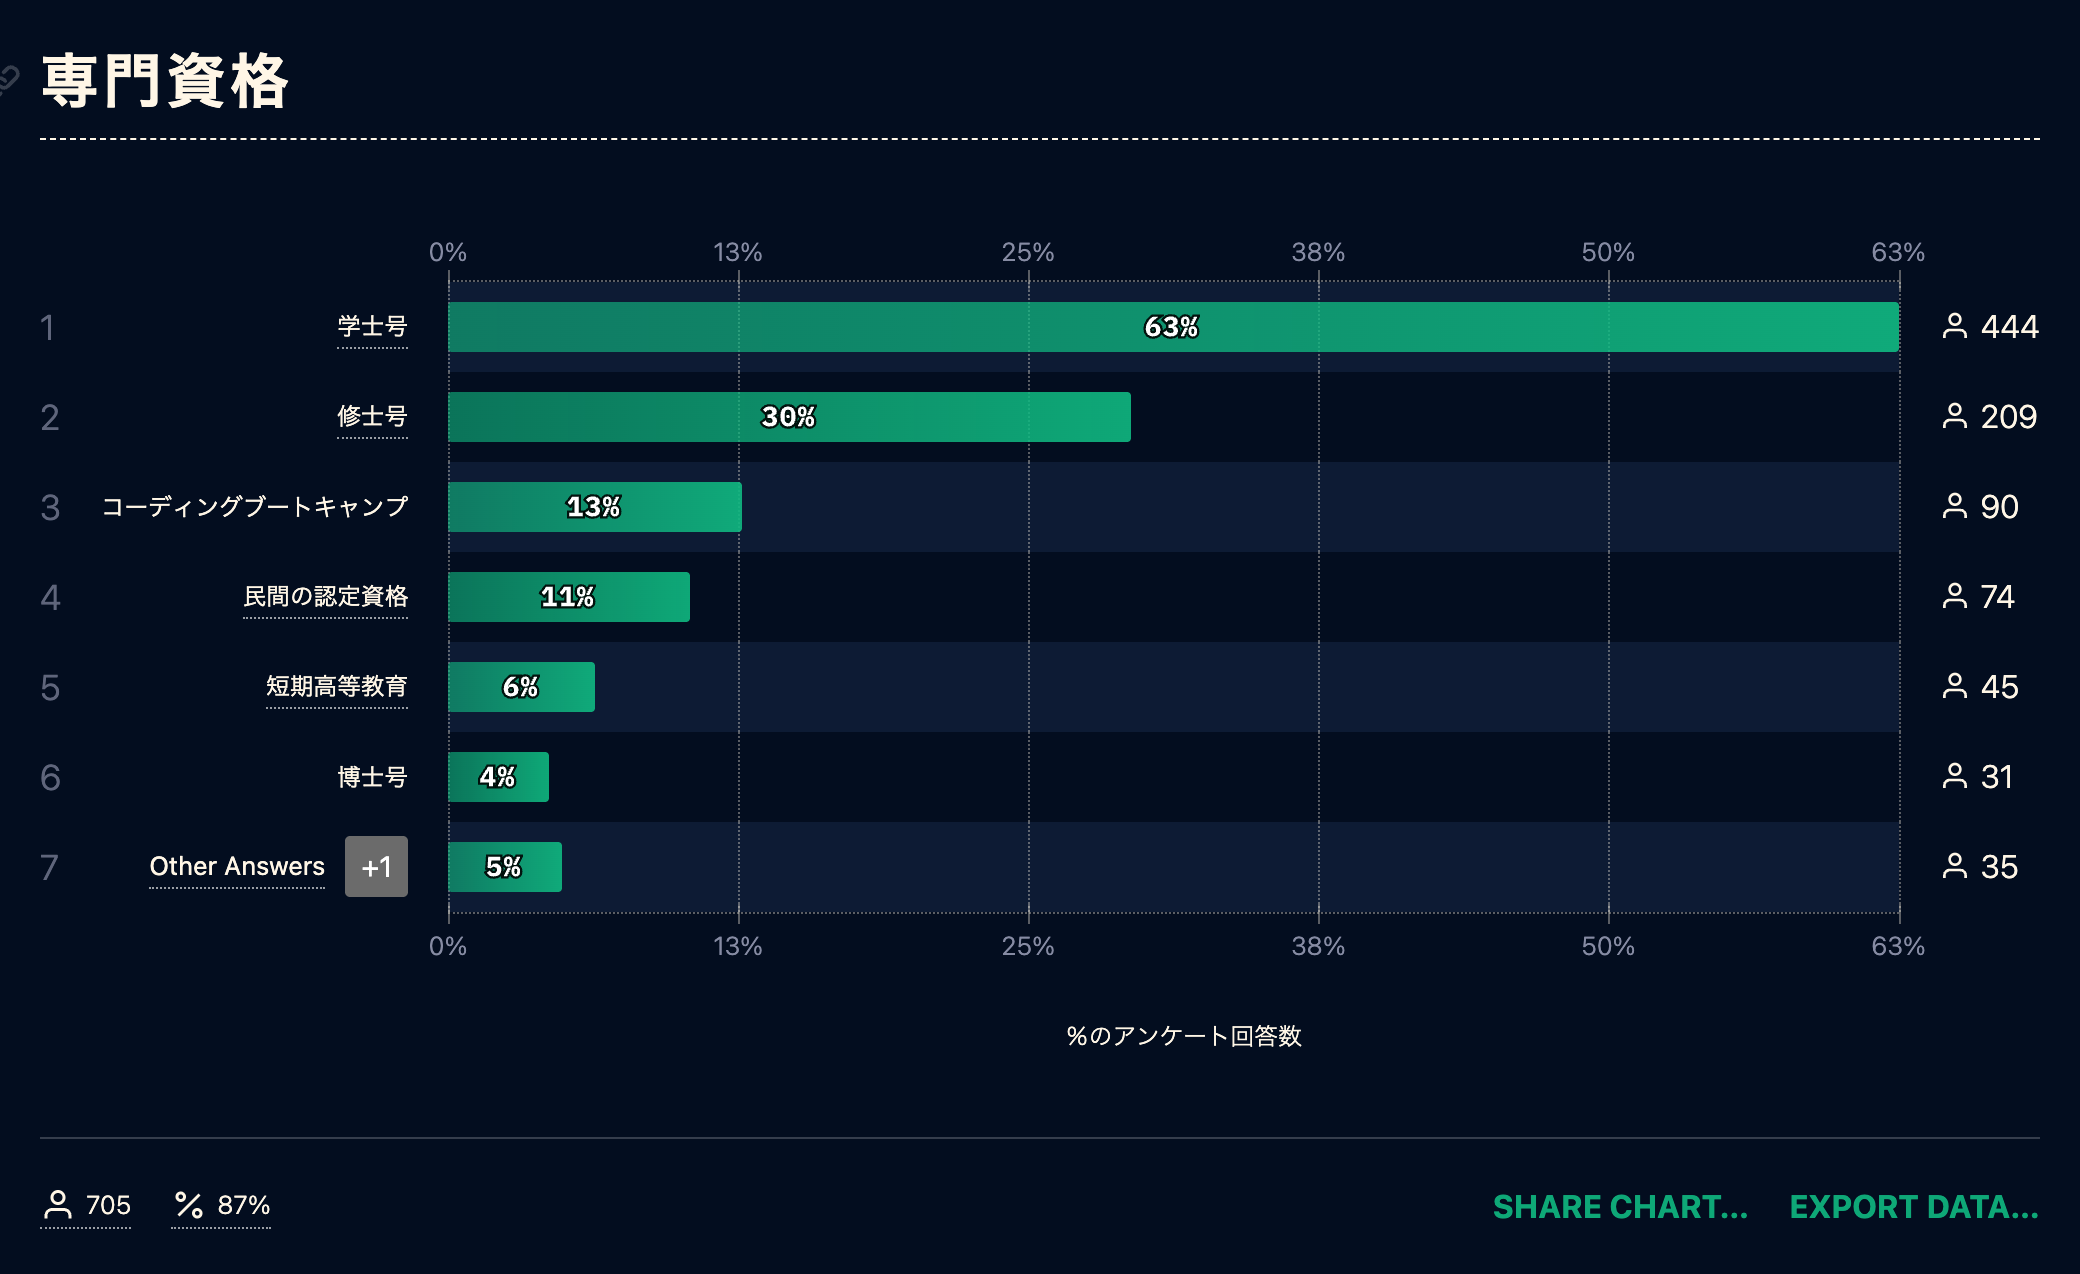 専門資格
0% 13% 25% 38% 50% 63%
1 学士号 63% 444
2 修士号 30% 209
3 コーディングブートキャンプ 13% 90
4 民間の認定資格 11% 74
5 短期高等教育 6% 45
6 博士号 4% 31
7 Other Answers +1 5% 35
0% 13% 25% 38% 50% 63%
%のアンケート回答数
705 % 87% SHARE CHART... EXPORT DATA...